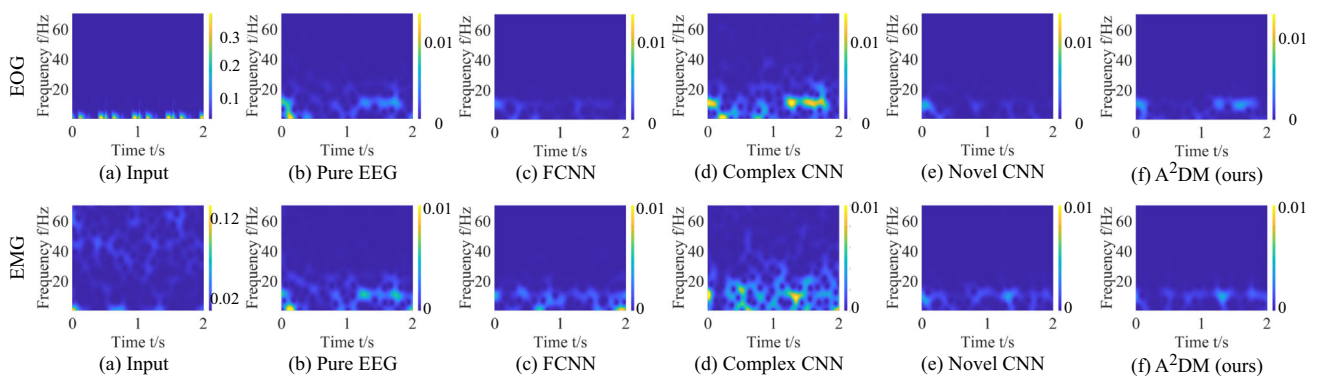 EOG
Frequency f/Hz
60
40
20
0 1 2
Time t/s
0.3
0.2
0.1
(a) Input
Frequency f/Hz
60
40
20
0 1 2
Time t/s
0.01
0
(b) Pure EEG
Frequency f/Hz
60
40
20
0 1 2
Time t/s
0.01
0
(c) FCNN
Frequency f/Hz
60
40
20
0 1 2
Time t/s
0.01
0
(d) Complex CNN
Frequency f/Hz
60
40
20
0 1 2
Time t/s
0.01
0
(e) Novel CNN
Frequency f/Hz
60
40
20
0 1 2
Time t/s
0.01
0
(f) A²DM (ours)
EMG
Frequency f/Hz
60
40
20
0 1 2
Time t/s
0.12
0.02
(a) Input
Frequency f/Hz
60
40
20
0 1 2
Time t/s
0.01
0
(b) Pure EEG
Frequency f/Hz
60
40
20
0 1 2
Time t/s
0.01
0
(c) FCNN
Frequency f/Hz
60
40
20
0 1 2
Time t/s
0.01
0
(d) Complex CNN
Frequency f/Hz
60
40
20
0 1 2
Time t/s
0.01
0
(e) Novel CNN
Frequency f/Hz
60
40
20
0 1 2
Time t/s
0.01
0
(f) A²DM (ours)